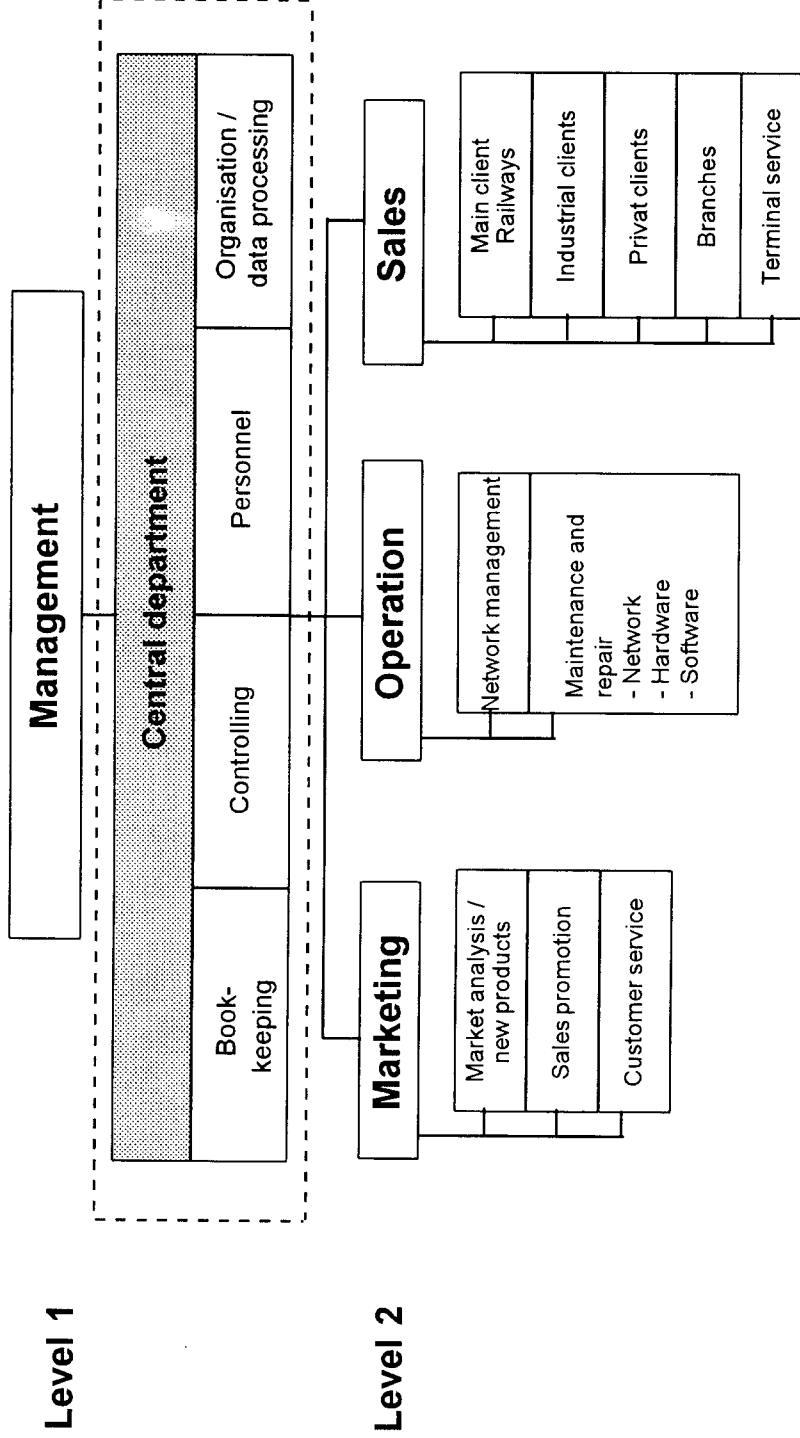 Level 1
Management
Central department
Book-
keeping
Controlling
Personnel
Organisation /
data processing
Level 2
Marketing
Market analysis /
new products
Sales promotion
Customer service
Operation
Network management
Maintenance and
repair
- Network
- Hardware
- Software
Sales
Main client
Railways
Industrial clients
Privat clients
Branches
Terminal service